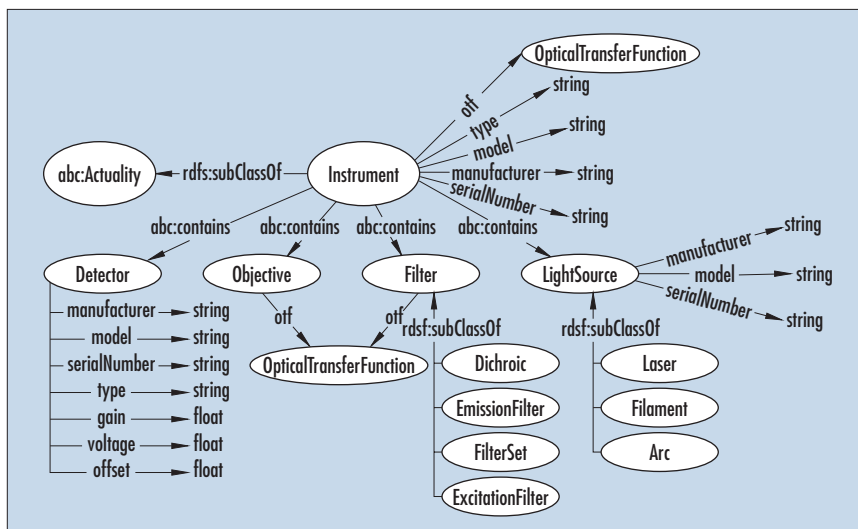 OpticalTransferFunction
otf
string
type
model
string
abc:Actuality
rdfs:subClassOf
Instrument
manufacturer
string
serialNumber
string
abc:contains
abc:contains
abc:contains
abc:contains
manufacturer
string
Detector
Objective
Filter
LightSource
model
string
serialNumber
string
manufacturer
string
otf
otf
rdsf:subClassOf
rdsf:subClassOf
model
string
serialNumber
string
OpticalTransferFunction
Dichroic
Laser
type
string
EmissionFilter
Filament
gain
float
voltage
float
FilterSet
Arc
offset
float
ExcitationFilter